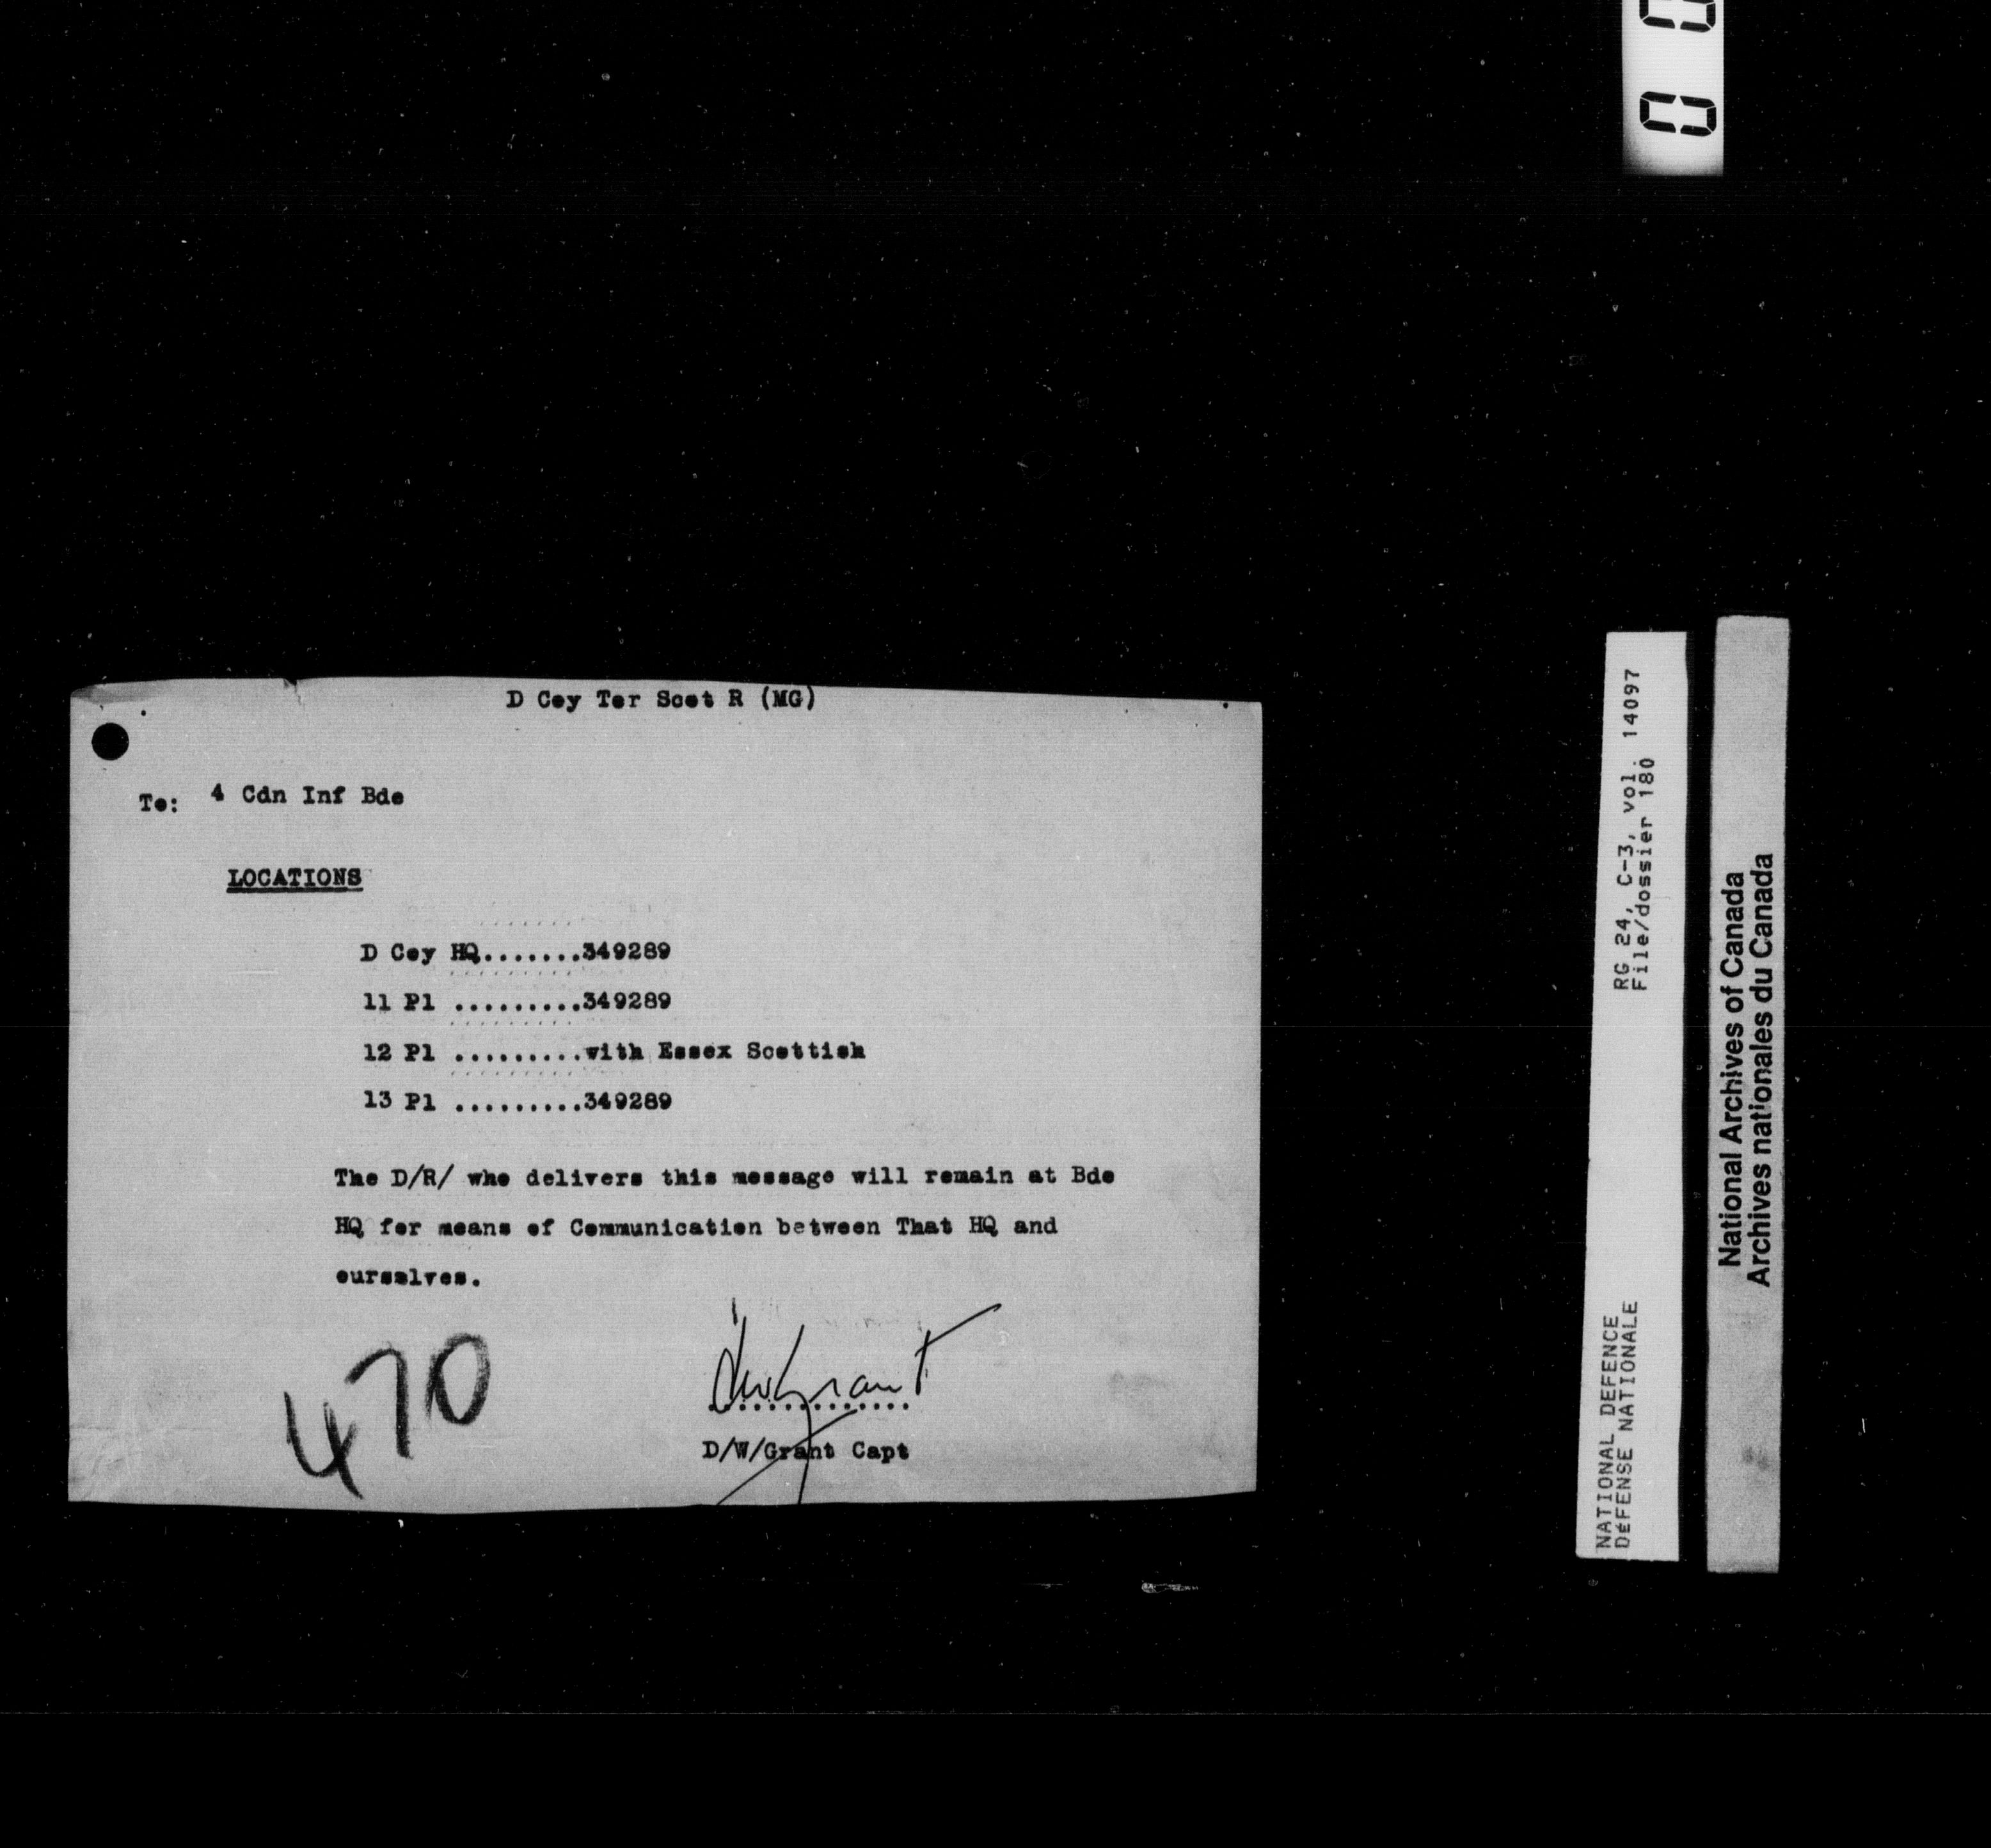 D Coy Tor Scot R (MG)
To: 4 Cdn Inf Bde
LOCATIONS
D Coy HQ.......349289
11 Pl .........349289
12 Pl .........with Essex Scottish
13 Pl .........349289
The D/R/ who delivers this message will remain at Bde
HQ for means of Communication between That HQ and
ourselves.
470
DWGrant
..............
D/W/Grant Capt
NATIONAL DEFENCE RG 24, C-3, vol. 14097
DéFENSE NATIONALE File/dossier 180
National Archives of Canada
Archives nationales du Canada